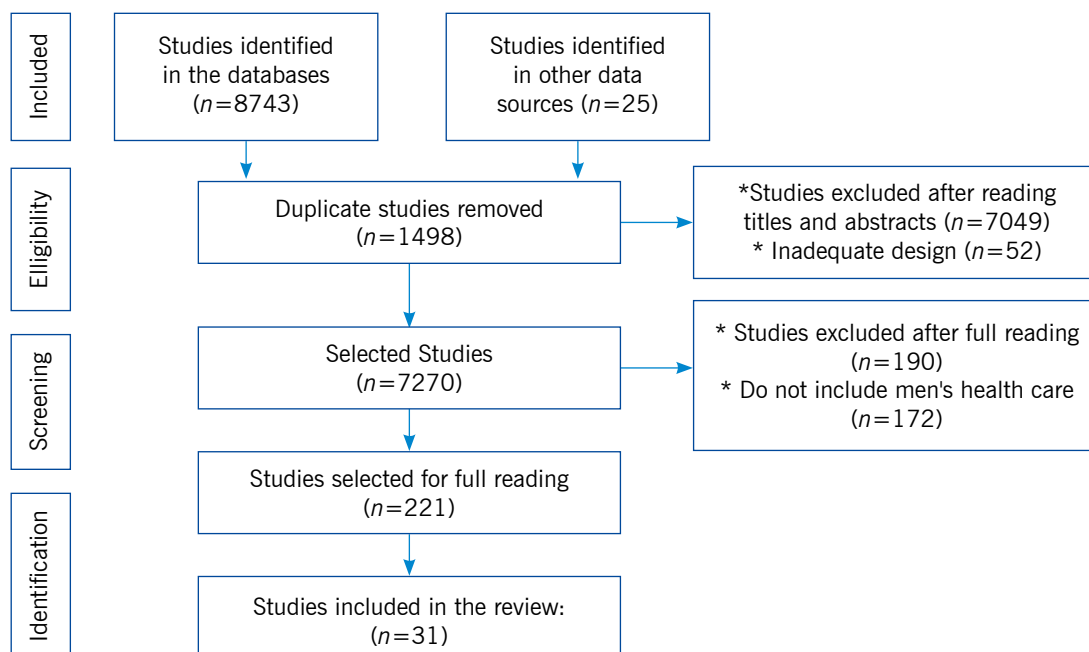 Included
Studies identified
in the databases
(n=8743)
Studies identified
in other data
sources (n=25)
Elligibility
Duplicate studies removed
(n=1498)
*Studies excluded after reading
titles and abstracts (n=7049)
* Inadequate design (n=52)
Screening
Selected Studies
(n=7270)
* Studies excluded after full reading
(n=190)
* Do not include men's health care
(n=172)
Studies selected for full reading
(n=221)
Identification
Studies included in the review:
(n=31)